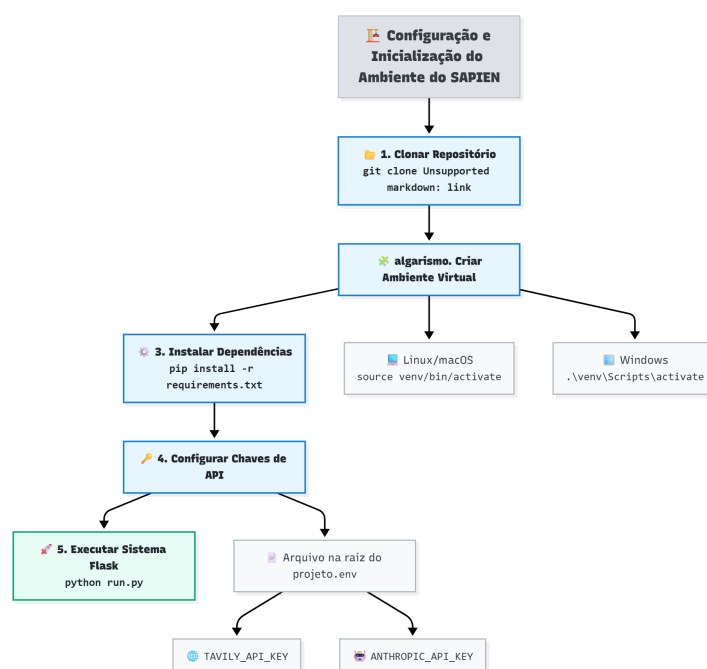 Configuração e
Inicialização do
Ambiente do SAPIEN
1. Clonar Repositório
git clone Unsupported
markdown: link
algarismo. Criar
Ambiente Virtual
3. Instalar Dependências
pip install -r
requirements.txt
Linux/macOS
source venv/bin/activate
Windows
.\venv\Scripts\activate
4. Configurar Chaves de
API
5. Executar Sistema
Flask
python run.py
Arquivo na raiz do
projeto.env
TAVILY_API_KEY
ANTHROPIC_API_KEY